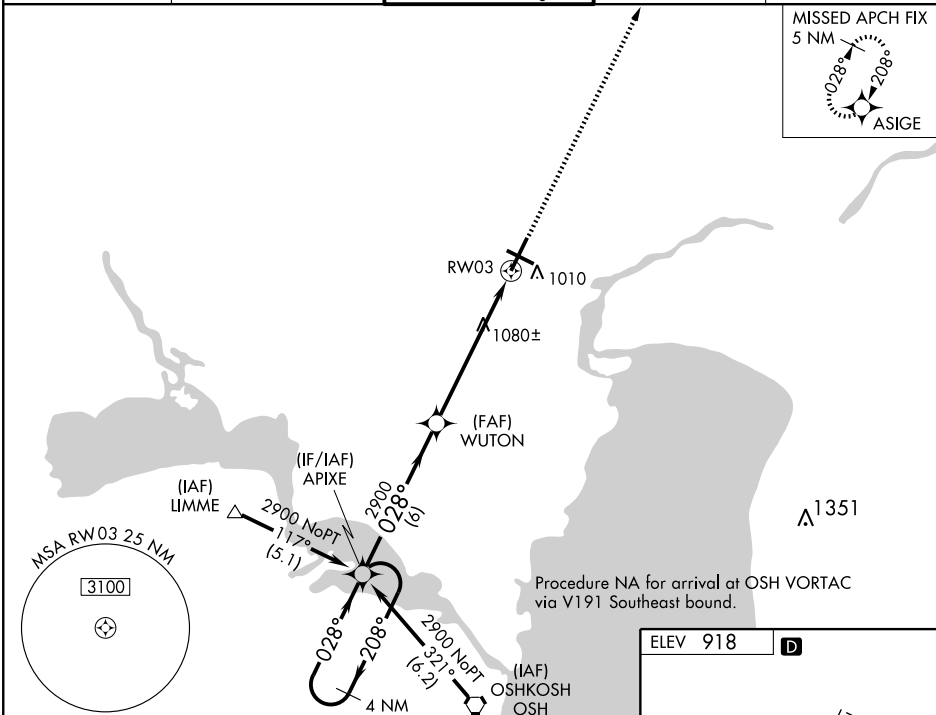 MISSED APCH FIX
5 NM
028°
208°
ASIGE
RW03
1010
1080±
(FAF)
WUTON
(IF/IAF)
APIXE
2900
028°
(6)
(IAF)
LIMME
2900 NoPT
117°
(5.1)
1351
MSA RW03 25 NM
3100
Procedure NA for arrival at OSH VORTAC
via V191 Southeast bound.
028°
208°
4 NM
2900 NoPT
321°
(6.2)
(IAF)
OSHKOSH
OSH
ELEV 918
D